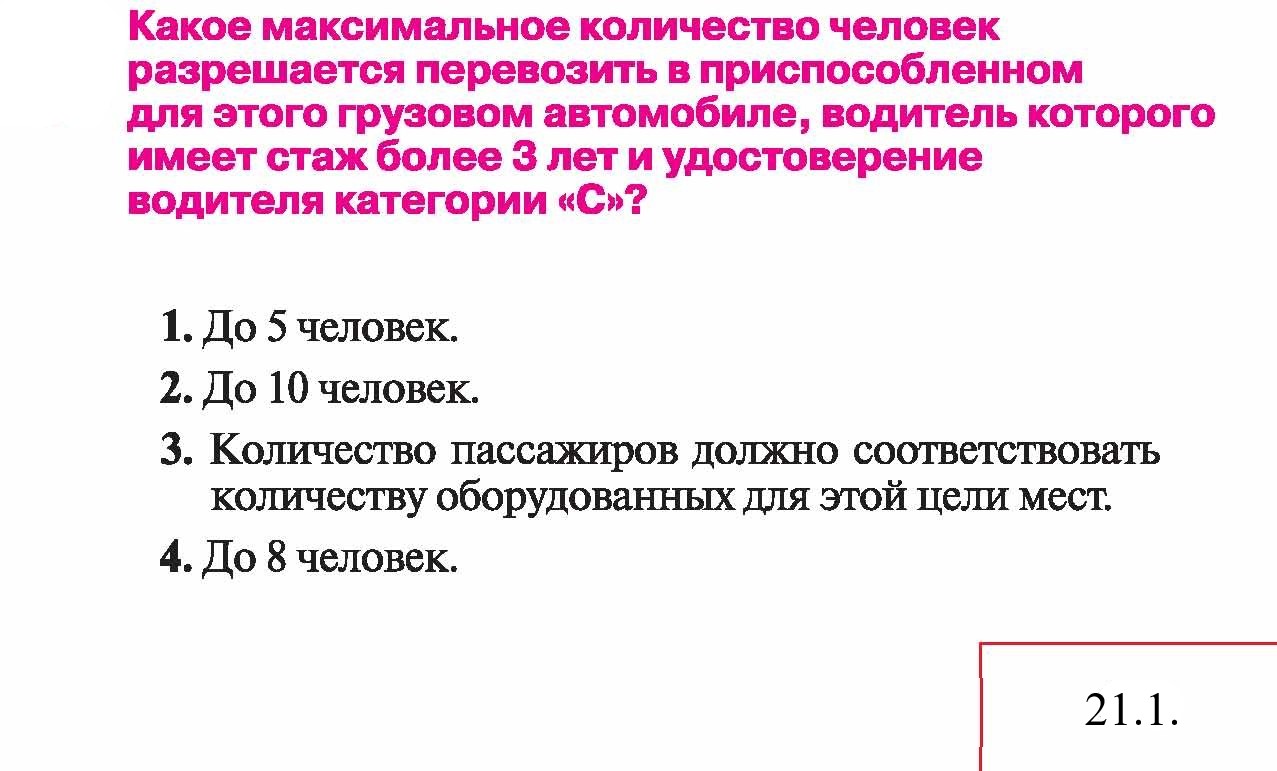 Какое максимальное количество человек
разрешается перевозить в приспособленном
для этого грузовом автомобиле, водитель которого
имеет стаж более 3 лет и удостоверение
водителя категории «С»?
1. До 5 человек.
2. До 10 человек.
3. Количество пассажиров должно соответствовать
количеству оборудованных для этой цели мест.
4. До 8 человек.
21.1.